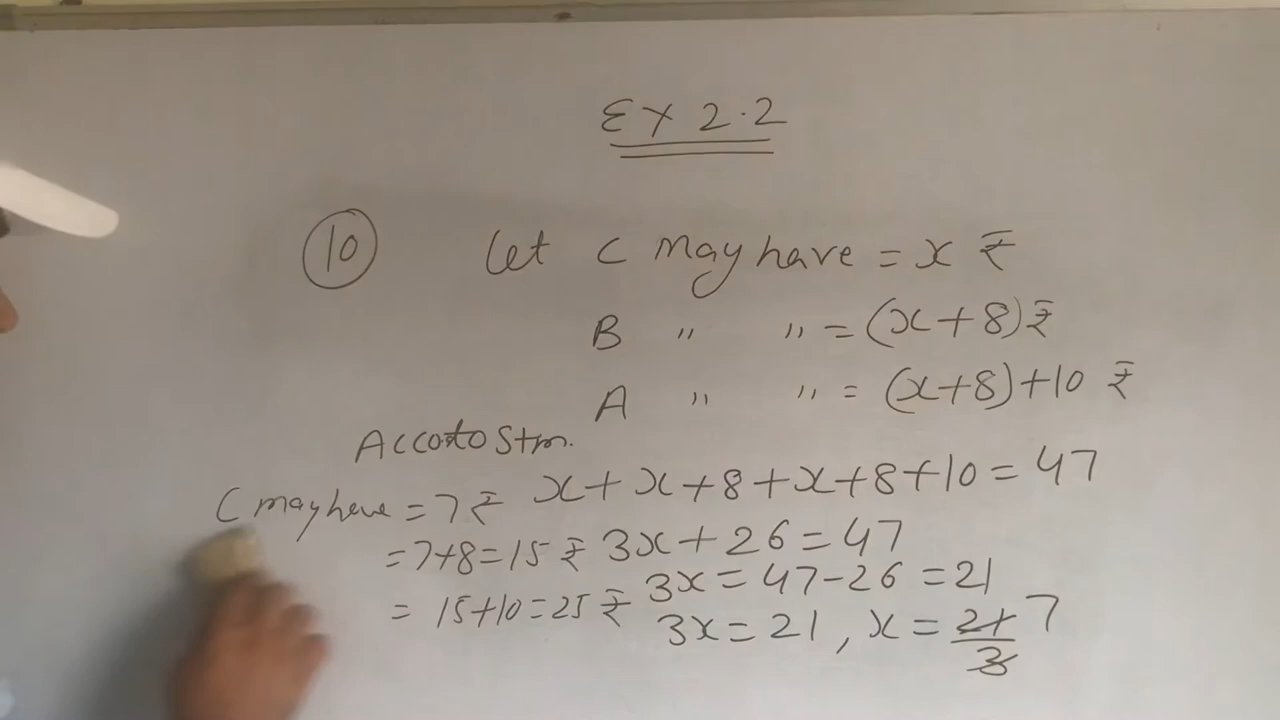 Ex 2.2
10 Let C may have = x ₹
B " " = (x+8)₹
A " " = (x+8)+10 ₹
Acco to Stm.
x+x+8+x+8+10=47
C may have = 7 ₹
3x+26=47
=7+8=15 ₹
3x=47-26=21
= 15+10=25 ₹
3x=21, x=21/3 7